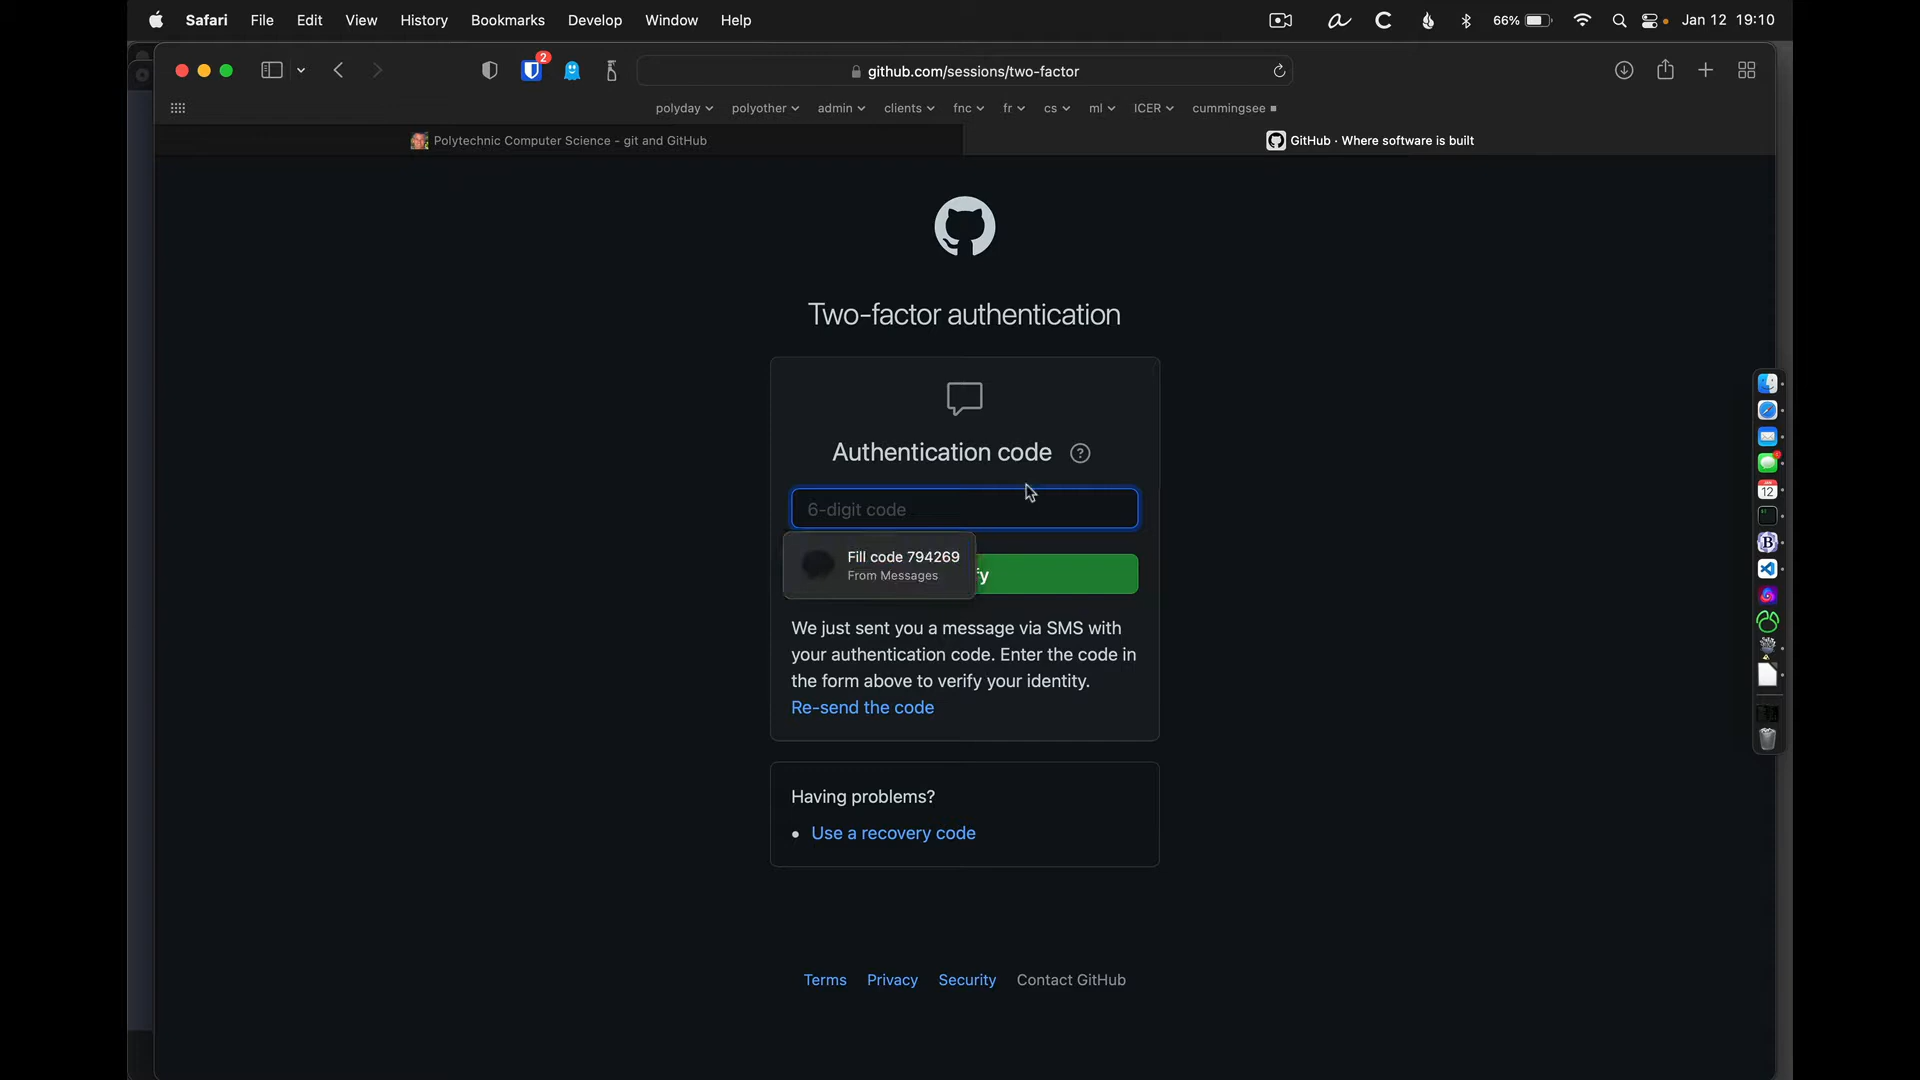 Safari File Edit View History Bookmarks Develop Window Help 66% Jan 12 19:10
2
github.com/sessions/two-factor
polyday polyother admin clients fnc fr cs ml ICER cummingsee
Polytechnic Computer Science - git and GitHub
GitHub · Where software is built
Two-factor authentication
Authentication code ?
6-digit code
Fill code 794269
From Messages
fy
We just sent you a message via SMS with
your authentication code. Enter the code in
the form above to verify your identity.
Re-send the code
Having problems?
• Use a recovery code
Terms Privacy Security Contact GitHub
12